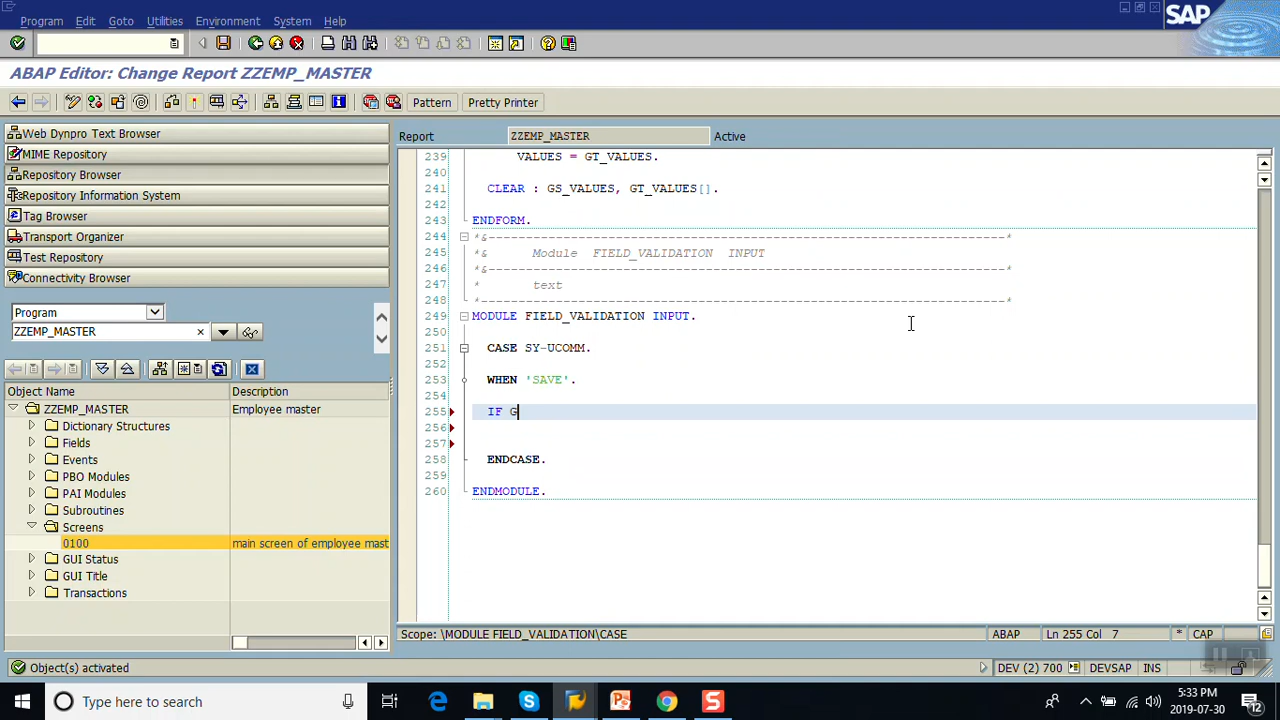 Program Edit Goto Utilities Environment System Help
SAP
ABAP Editor: Change Report ZZEMP_MASTER
Pattern Pretty Printer
Web Dynpro Text Browser
MIME Repository
Repository Browser
Repository Information System
Tag Browser
Transport Organizer
Test Repository
Connectivity Browser
Program
ZZEMP_MASTER
Object Name Description
ZZEMP_MASTER Employee master
Dictionary Structures
Fields
Events
PBO Modules
PAI Modules
Subroutines
Screens
0100 main screen of employee mast
GUI Status
GUI Title
Transactions
Report ZZEMP_MASTER Active
239 VALUES = GT_VALUES.
240
241 CLEAR : GS_VALUES, GT_VALUES[].
242
243 ENDFORM.
244 *&---------------------------------------------------------------------*
245 *& Module FIELD_VALIDATION INPUT
246 *&---------------------------------------------------------------------*
247 * text
248 *----------------------------------------------------------------------*
249 MODULE FIELD_VALIDATION INPUT.
250
251 CASE SY-UCOMM.
252
253 WHEN 'SAVE'.
254
255 IF G
256
257
258 ENDCASE.
259
260 ENDMODULE.
Scope: \MODULE FIELD_VALIDATION\CASE ABAP Ln 255 Col 7 * CAP
Object(s) activated DEV (2) 700 DEVSAP INS
Type here to search
5:33 PM
2019-07-30
12